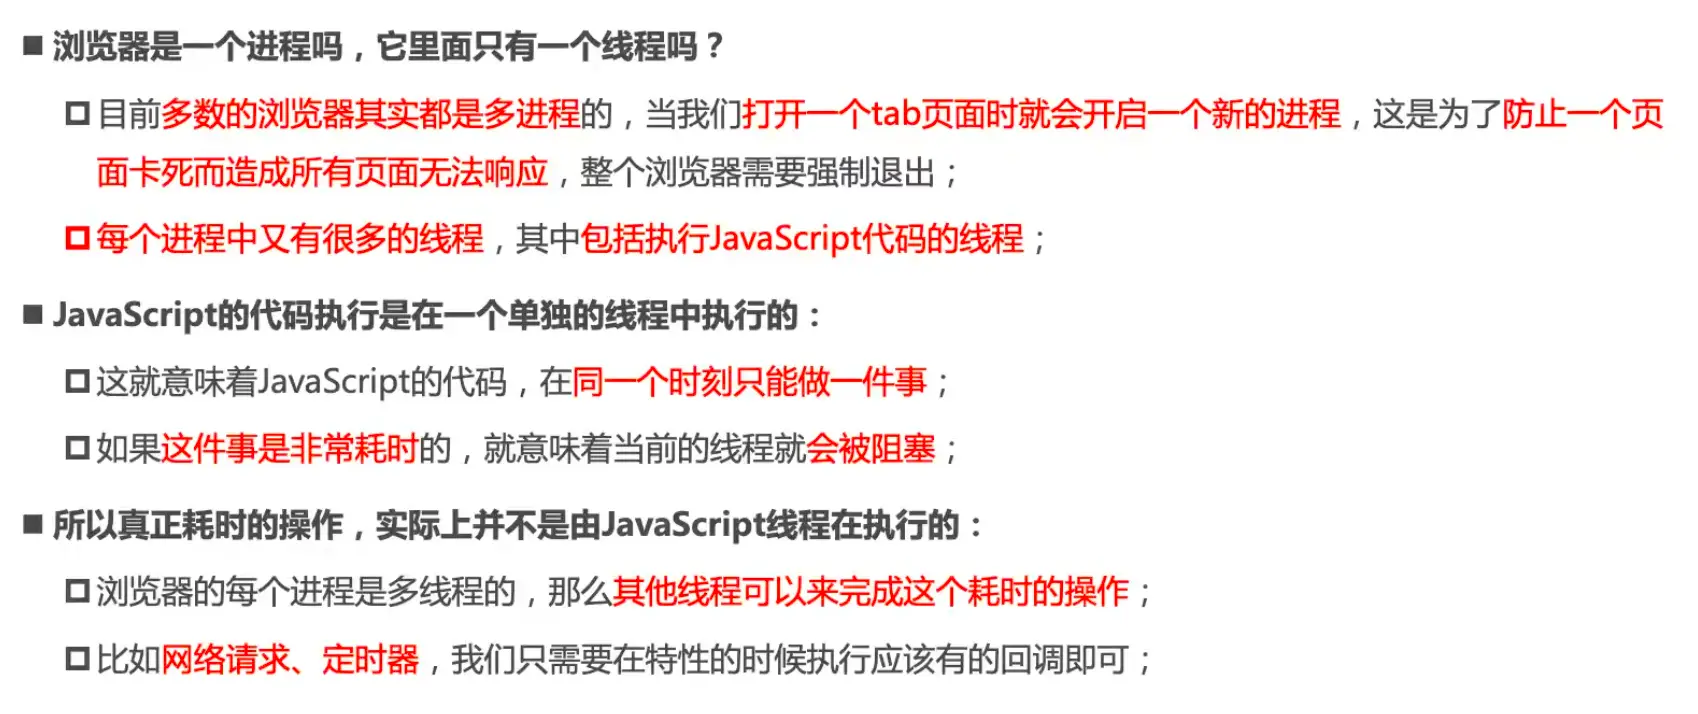 ■ 浏览器是一个进程吗，它里面只有一个线程吗？
目前多数的浏览器其实都是多进程的，当我们打开一个tab页面时就会开启一个新的进程，这是为了防止一个页
面卡死而造成所有页面无法响应，整个浏览器需要强制退出；
每个进程中又有很多的线程，其中包括执行JavaScript代码的线程；
■ JavaScript的代码执行是在一个单独的线程中执行的：
这就意味着JavaScript的代码，在同一个时刻只能做一件事；
如果这件事是非常耗时的，就意味着当前的线程就会被阻塞；
■ 所以真正耗时的操作，实际上并不是由JavaScript线程在执行的：
浏览器的每个进程是多线程的，那么其他线程可以来完成这个耗时的操作；
比如网络请求、定时器，我们只需要在特性的时候执行应该有的回调即可；